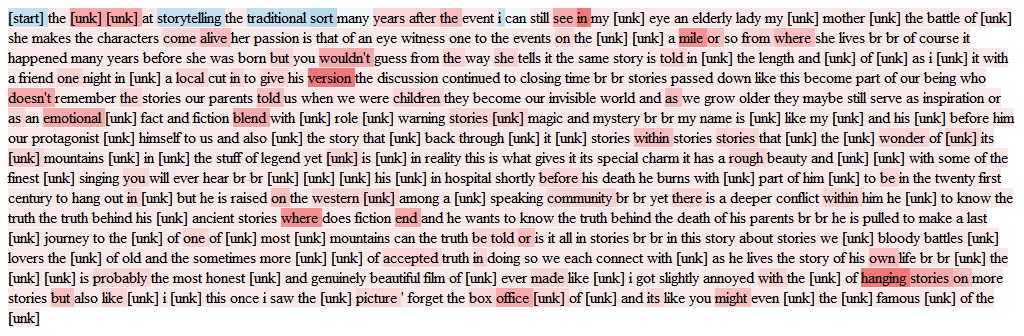 [start] the [unk] [unk] at storytelling the traditional sort many years after the event i can still see in my [unk] eye an elderly lady my [unk] mother [unk] the battle of [unk]
she makes the characters come alive her passion is that of an eye witness one to the events on the [unk] [unk] a mile or so from where she lives br br of course it
happened many years before she was born but you wouldn't guess from the way she tells it the same story is told in [unk] the length and [unk] of [unk] as i [unk] it with
a friend one night in [unk] a local cut in to give his version the discussion continued to closing time br br stories passed down like this become part of our being who
doesn't remember the stories our parents told us when we were children they become our invisible world and as we grow older they maybe still serve as inspiration or
as an emotional [unk] fact and fiction blend with [unk] role [unk] warning stories [unk] magic and mystery br br my name is [unk] like my [unk] and his [unk] before him
our protagonist [unk] himself to us and also [unk] the story that [unk] back through [unk] it [unk] stories within stories stories that [unk] the [unk] wonder of [unk] its
[unk] mountains [unk] in [unk] the stuff of legend yet [unk] is [unk] in reality this is what gives it its special charm it has a rough beauty and [unk] with some of the
finest [unk] singing you will ever hear br br [unk] [unk] [unk] his [unk] in hospital shortly before his death he burns with [unk] part of him [unk] to be in the twenty first
century to hang out in [unk] but he is raised on the western [unk] among a [unk] speaking community br br yet there is a deeper conflict within him he [unk] to know the
truth the truth behind his [unk] ancient stories where does fiction end and he wants to know the truth behind the death of his parents br br he is pulled to make a last
[unk] journey to the [unk] of one of [unk] most [unk] mountains can the truth be told or is it all in stories br br in this story about stories we [unk] bloody battles [unk]
lovers the [unk] of old and the sometimes more [unk] [unk] of accepted truth in doing so we each connect with [unk] as he lives the story of his own life br br the [unk]
the [unk] [unk] is probably the most honest [unk] and genuinely beautiful film of [unk] ever made like [unk] i got slightly annoyed with the [unk] of hanging stories on more
stories but also like [unk] i [unk] this once i saw the [unk] picture ' forget the box office [unk] of [unk] and its like you might even [unk] the [unk] famous [unk] of the
[unk]